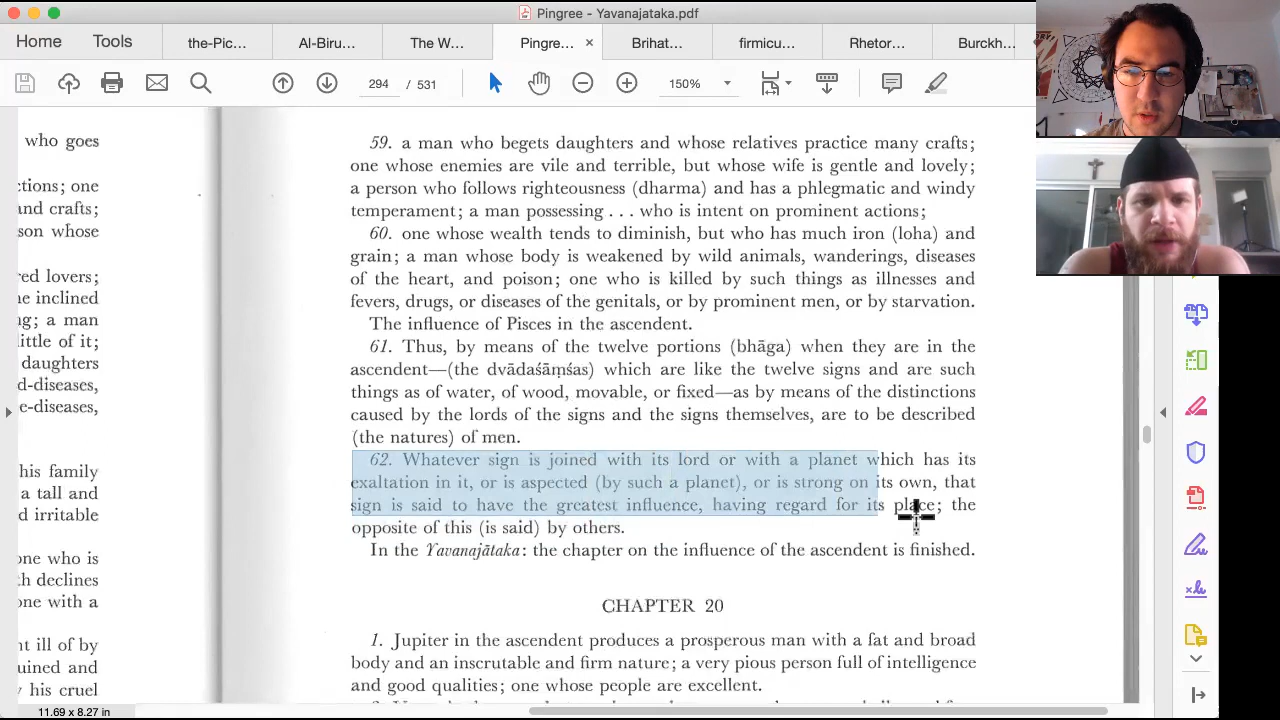 Pingree - Yavanajataka.pdf
Home Tools the-Pic... Al-Biru... The W... Pingre... × Brihat... firmicu... Rhetor... Burckh
294 / 531 150%
who goes
ctions; one
and crafts;
son whose
red lovers;
ne inclined
ng; a man
ittle of it;
daughters
d-diseases,
e-diseases,
his family
a tall and
d irritable
one who is
th declines
one with a
nt ill of by
uined and
his cruel
59. a man who begets daughters and whose relatives practice many crafts;
one whose enemies are vile and terrible, but whose wife is gentle and lovely;
a person who follows righteousness (dharma) and has a phlegmatic and windy
temperament; a man possessing . . . who is intent on prominent actions;
60. one whose wealth tends to diminish, but who has much iron (loha) and
grain; a man whose body is weakened by wild animals, wanderings, diseases
of the heart, and poison; one who is killed by such things as illnesses and
fevers, drugs, or diseases of the genitals, or by prominent men, or by starvation.
The influence of Pisces in the ascendent.
61. Thus, by means of the twelve portions (bhāga) when they are in the
ascendent—(the dvādaśāṃśas) which are like the twelve signs and are such
things as of water, of wood, movable, or fixed—as by means of the distinctions
caused by the lords of the signs and the signs themselves, are to be described
(the natures) of men.
62. Whatever sign is joined with its lord or with a planet which has its
exaltation in it, or is aspected (by such a planet), or is strong on its own, that
sign is said to have the greatest influence, having regard for its place; the
opposite of this (is said) by others.
In the Yavanajātaka: the chapter on the influence of the ascendent is finished.
CHAPTER 20
1. Jupiter in the ascendent produces a prosperous man with a fat and broad
body and an inscrutable and firm nature; a very pious person full of intelligence
and good qualities; one whose people are excellent.
11.69 x 8.27 in